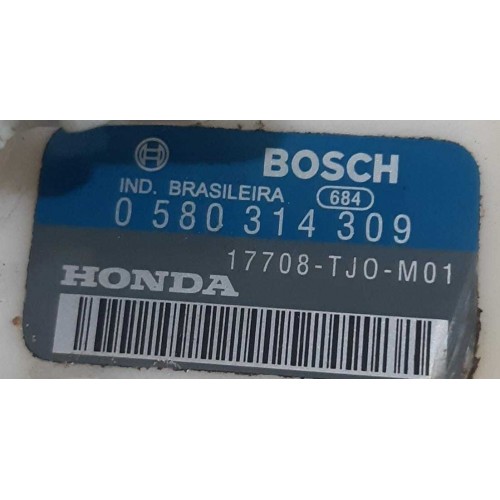 BOSCH
IND. BRASILEIRA 684
0 580 314 309
17708-TJO-M01
HONDA